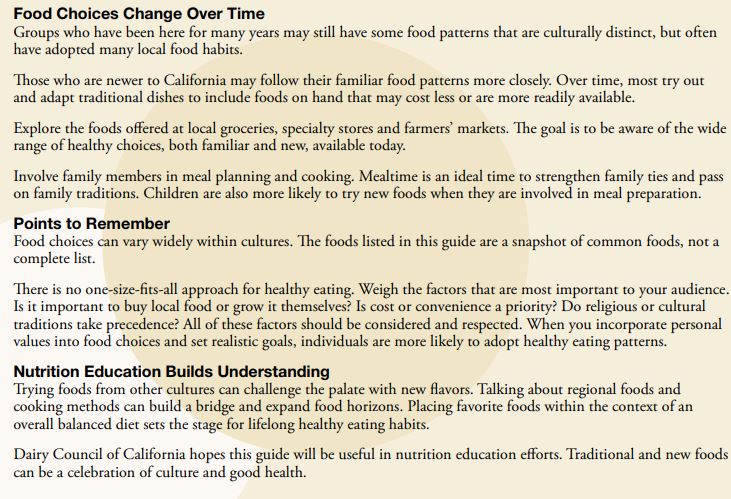 Food Choices Change Over Time
Groups who have been here for many years may still have some food patterns that are culturally distinct, but often
have adopted many local food habits.
Those who are newer to California may follow their familiar food patterns more closely. Over time, most try out
and adapt traditional dishes to include foods on hand that may cost less or are more readily available.
Explore the foods offered at local groceries, specialty stores and farmers’ markets. The goal is to be aware of the wide
range of healthy choices, both familiar and new, available today.
Involve family members in meal planning and cooking. Mealtime is an ideal time to strengthen family ties and pass
on family traditions. Children are also more likely to try new foods when they are involved in meal preparation.
Points to Remember
Food choices can vary widely within cultures. The foods listed in this guide are a snapshot of common foods, not a
complete list.
There is no one-size-fits-all approach for healthy eating. Weigh the factors that are most important to your audience.
Is it important to buy local food or grow it themselves? Is cost or convenience a priority? Do religious or cultural
traditions take precedence? All of these factors should be considered and respected. When you incorporate personal
values into food choices and set realistic goals, individuals are more likely to adopt healthy eating patterns.
Nutrition Education Builds Understanding
Trying foods from other cultures can challenge the palate with new flavors. Talking about regional foods and
cooking methods can build a bridge and expand food horizons. Placing favorite foods within the context of an
overall balanced diet sets the stage for lifelong healthy eating habits.
Dairy Council of California hopes this guide will be useful in nutrition education efforts. Traditional and new foods
can be a celebration of culture and good health.